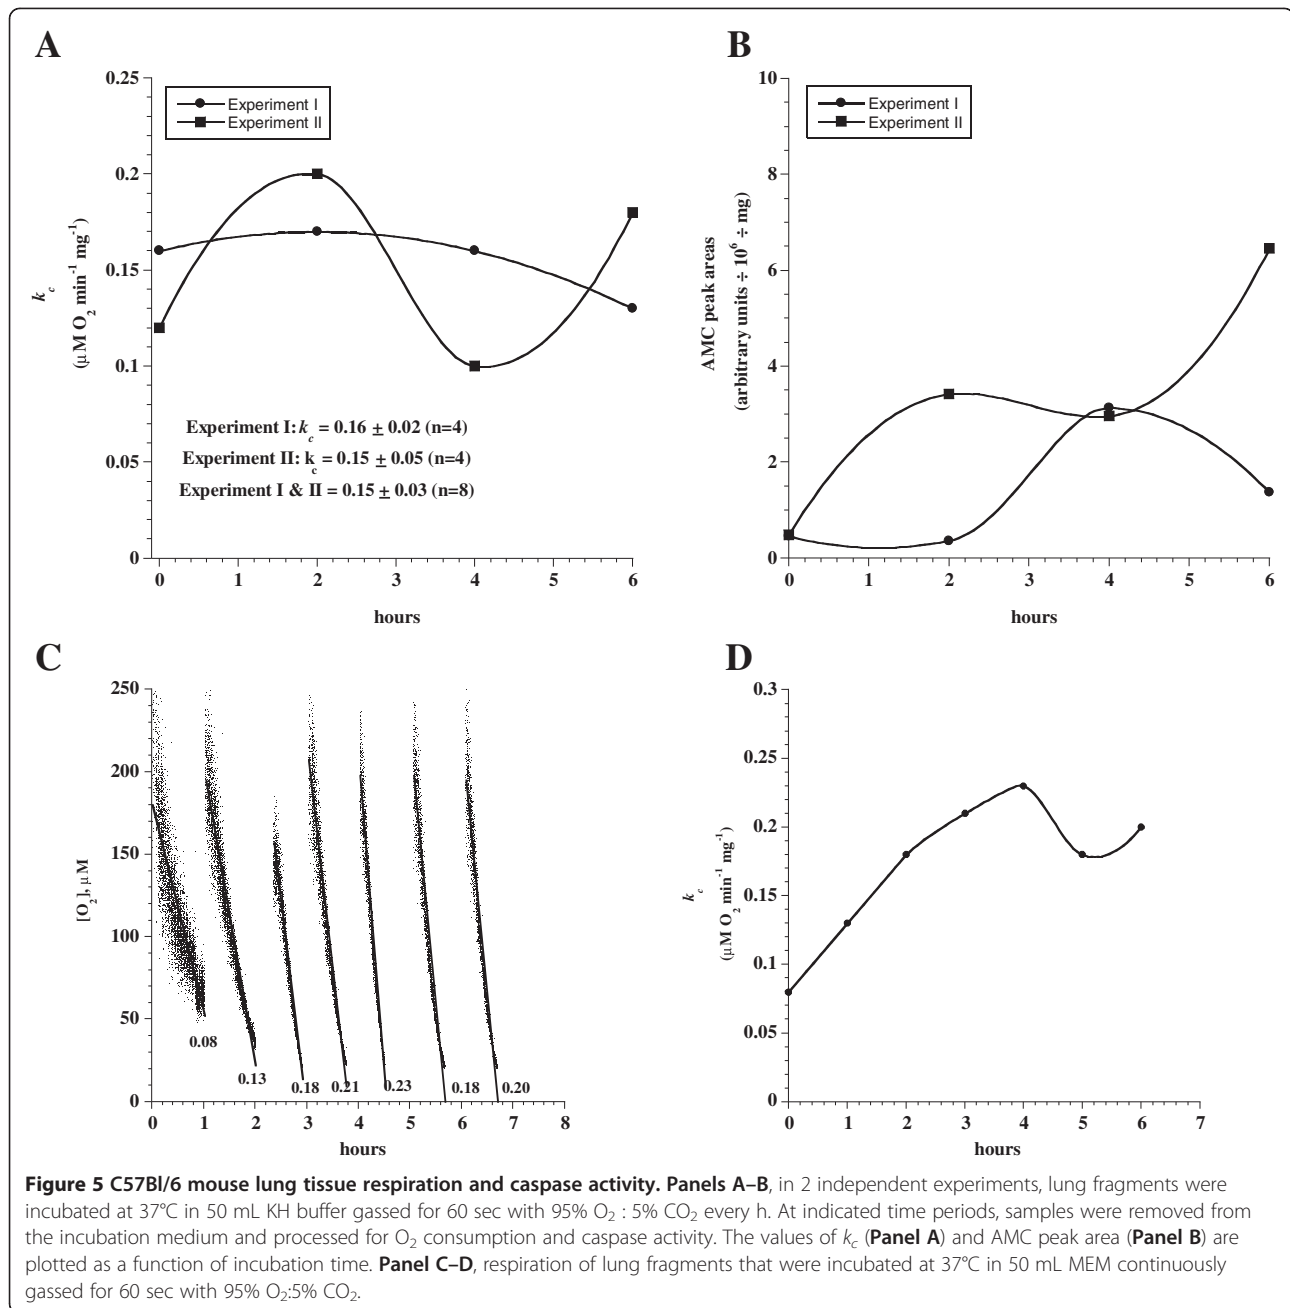 A
0.25
0.2
0.15
0.1
0.05
0
k_c
(µM O2 min-1 mg-1)
Experiment I
Experiment II
Experiment I: k_c = 0.16 ± 0.02 (n=4)
Experiment II: k_c = 0.15 ± 0.05 (n=4)
Experiment I & II = 0.15 ± 0.03 (n=8)
0 1 2 3 4 5 6
hours
B
10
8
6
4
2
0
AMC peak areas
(arbitrary units ÷ 10^6 ÷ mg)
Experiment I
Experiment II
0 1 2 3 4 5 6
hours
C
250
200
150
100
50
0
[O2], µM
0.08
0.13 0.18 0.21 0.23 0.18 0.20
0 1 2 3 4 5 6 7 8
hours
D
0.3
0.25
0.2
0.15
0.1
0.05
0
k_c
(µM O2 min-1 mg-1)
0 1 2 3 4 5 6 7
hours
Figure 5 C57Bl/6 mouse lung tissue respiration and caspase activity. Panels A–B, in 2 independent experiments, lung fragments were
incubated at 37°C in 50 mL KH buffer gassed for 60 sec with 95% O2 : 5% CO2 every h. At indicated time periods, samples were removed from
the incubation medium and processed for O2 consumption and caspase activity. The values of kc (Panel A) and AMC peak area (Panel B) are
plotted as a function of incubation time. Panel C–D, respiration of lung fragments that were incubated at 37°C in 50 mL MEM continuously
gassed for 60 sec with 95% O2:5% CO2.